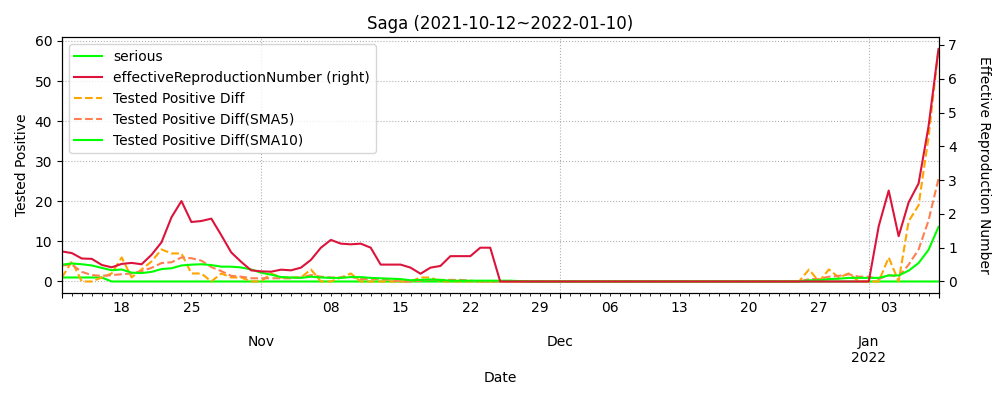 Saga (2021-10-12~2022-01-10)
serious
effectiveReproductionNumber (right)
Tested Positive Diff
Tested Positive Diff(SMA5)
Tested Positive Diff(SMA10)
Tested Positive
60
50
40
30
20
10
0
7
6
5
4
3
2
1
0
Effective Reproduction Number
18 25 08 15 22 29 06 13 20 27 03
Nov Dec Jan
2022
Date